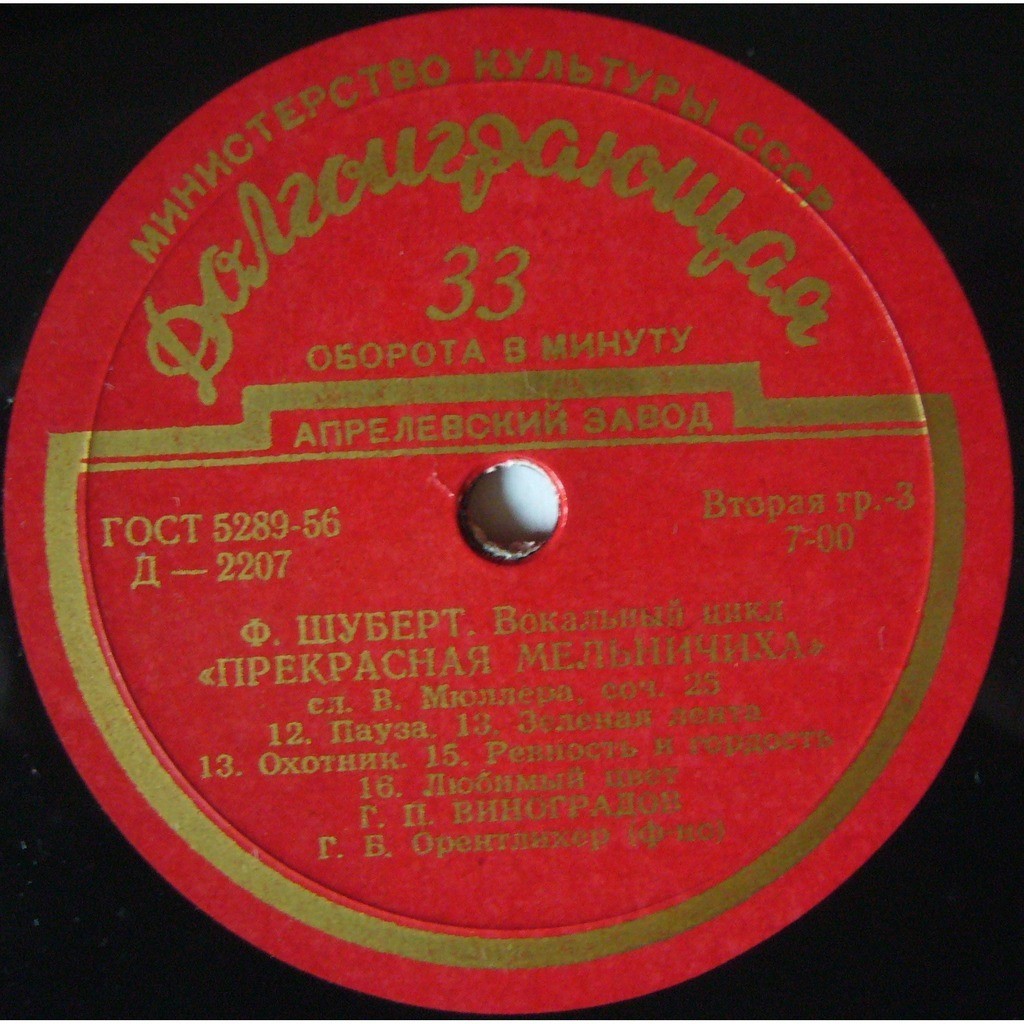 МИНИСТЕРСТВО КУЛЬТУРЫ СССР
Долгоиграющая
33
ОБОРОТА В МИНУТУ
АПРЕЛЕВСКИЙ ЗАВОД
ГОСТ 5289-56
Д — 2207
Вторая гр.-3
7-00
Ф. ШУБЕРТ. Вокальный цикл
«ПРЕКРАСНАЯ МЕЛЬНИЧИХА»
сл. В. Мюллера, соч. 25
12. Пауза. 13. Зеленая лента
13. Охотник. 15. Ревность и гордость
16. Любимый цвет
Г. П. ВИНОГРАДОВ
Г. Б. Орентлихер (ф-но)